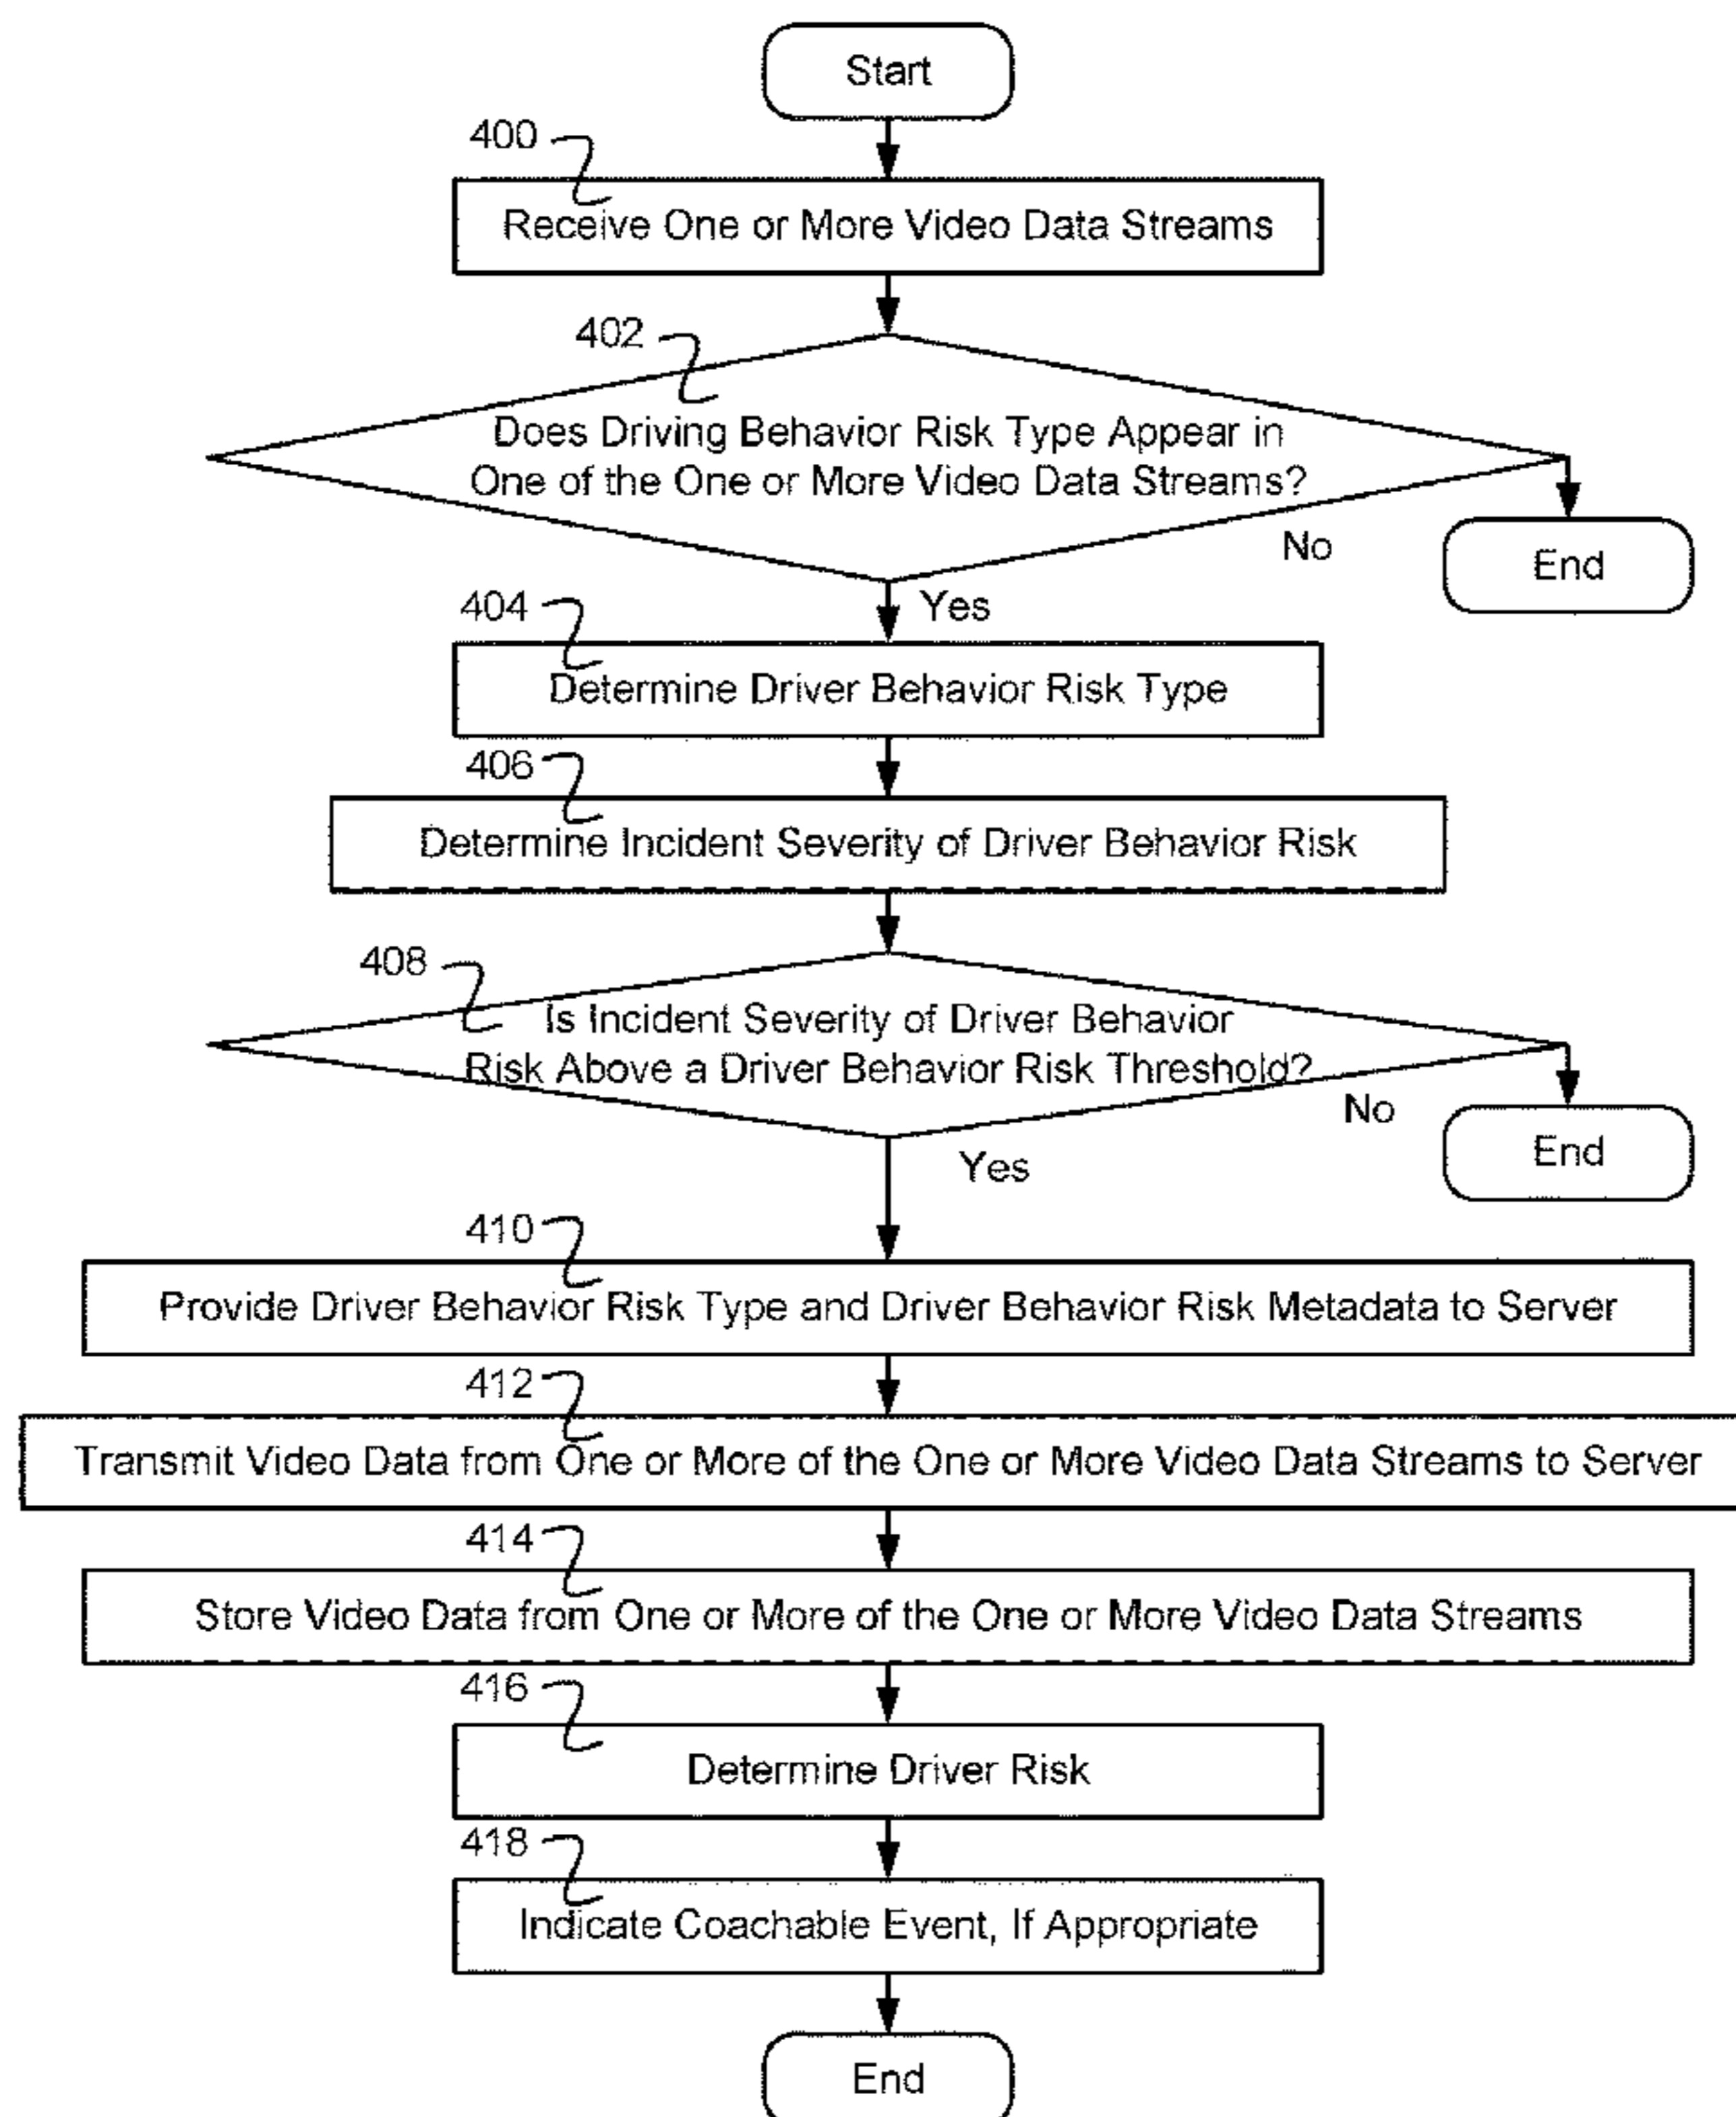 Start
400
Receive One or More Video Data Streams
402
Does Driving Behavior Risk Type Appear in
One of the One or More Video Data Streams?
No
End
Yes
404
Determine Driver Behavior Risk Type
406
Determine Incident Severity of Driver Behavior Risk
408
Is Incident Severity of Driver Behavior
Risk Above a Driver Behavior Risk Threshold?
No
End
Yes
410
Provide Driver Behavior Risk Type and Driver Behavior Risk Metadata to Server
412
Transmit Video Data from One or More of the One or More Video Data Streams to Server
414
Store Video Data from One or More of the One or More Video Data Streams
416
Determine Driver Risk
418
Indicate Coachable Event, If Appropriate
End